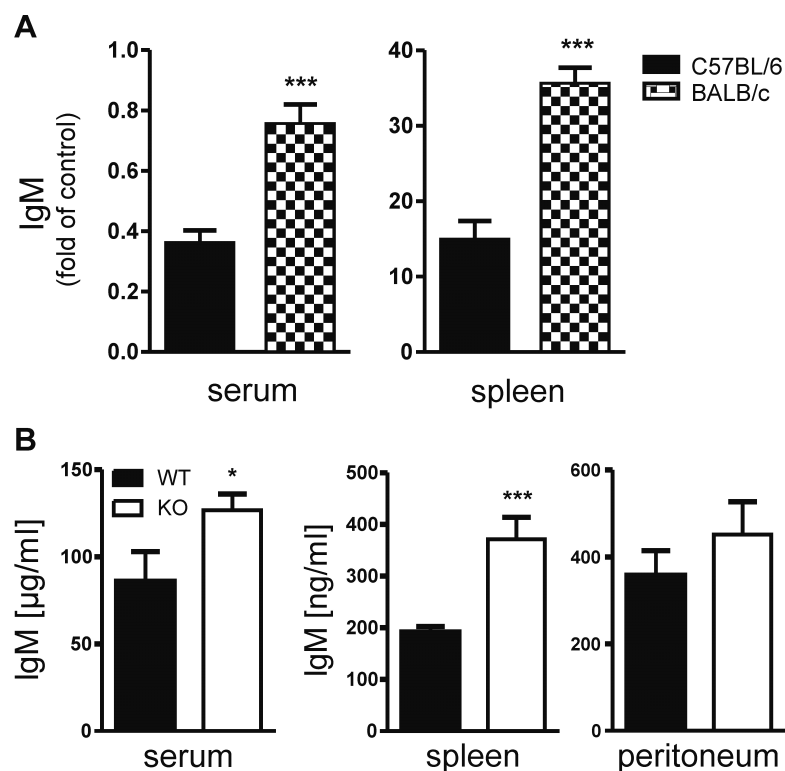 A
IgM
(fold of control)
1.0
0.8
0.6
0.4
0.2
0.0
***
serum
40
30
20
10
0
***
spleen
C57BL/6
BALB/c
B
IgM [µg/ml]
150
100
50
0
WT
KO
*
serum
IgM [ng/ml]
500
400
300
200
100
0
***
spleen
600
400
200
0
peritoneum